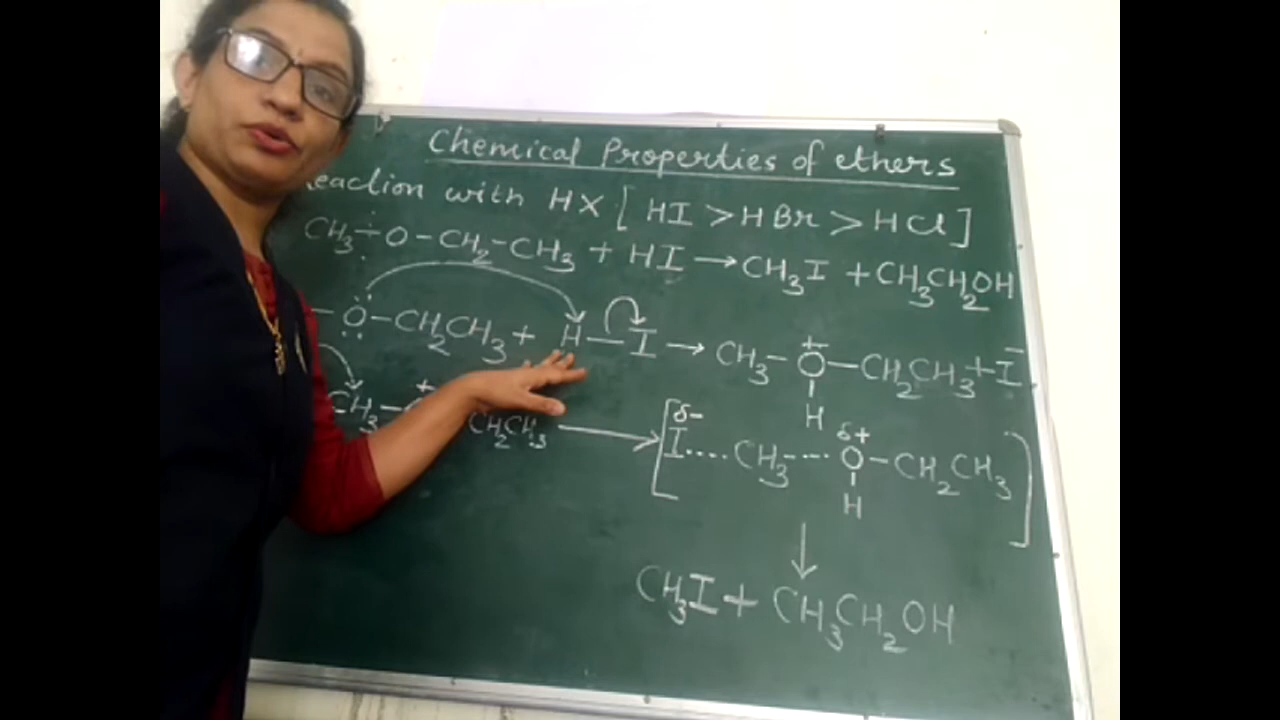 Chemical Properties of ethers
Reaction with HX [ HI > HBr > HCl ]
CH₃ – O – CH₂ – CH₃ + HI → CH₃I + CH₃CH₂OH
– O – CH₂CH₃ + H – I → CH₃ – O⁺ – CH₂CH₃ + I⁻
H
CH₃ – + CH₂CH₃ → [ I δ- .... CH₃ ---- O δ+ – CH₂CH₃ ]
H
↓
CH₃I + CH₃CH₂OH